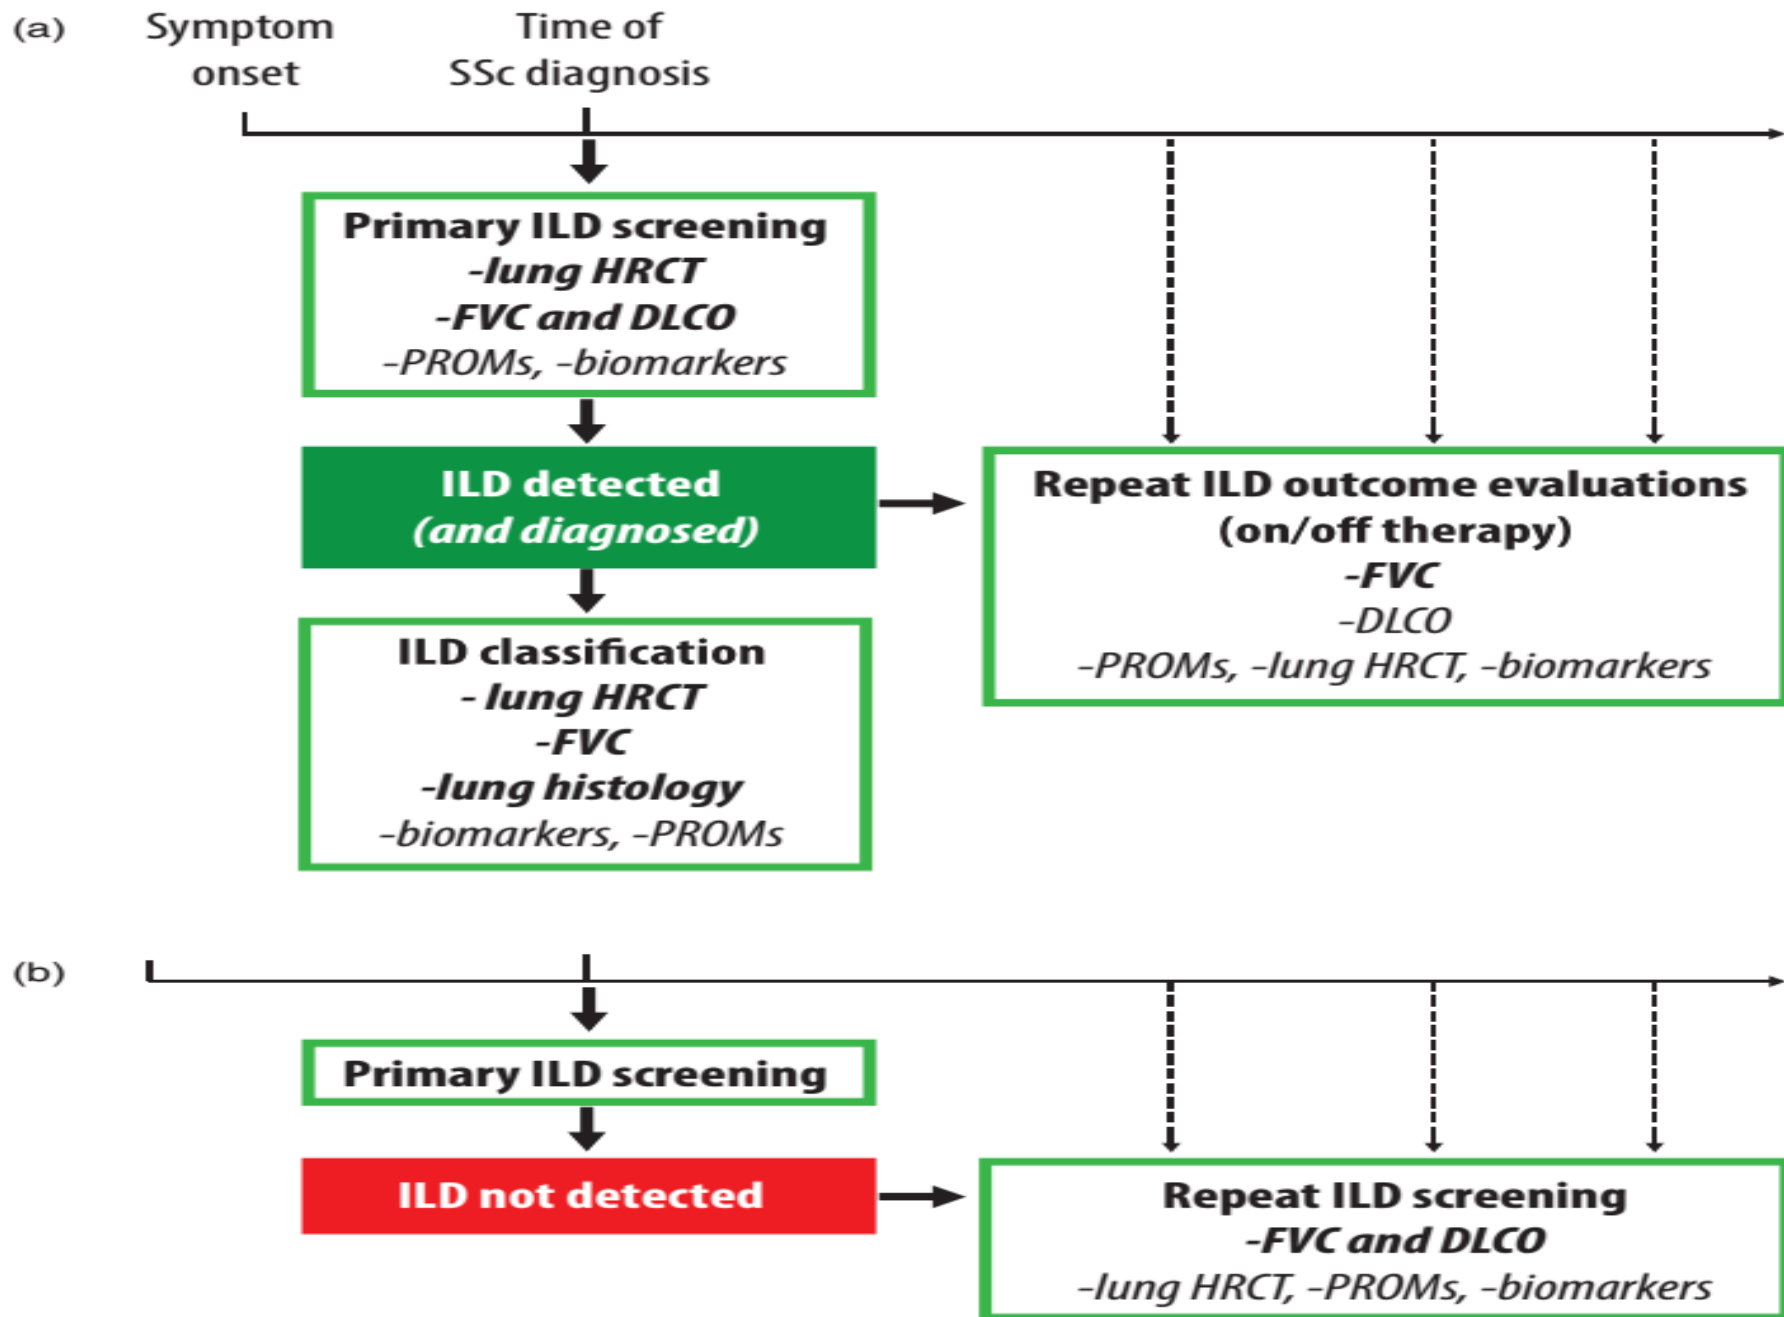 (a)
Symptom onset
Time of SSc diagnosis
Primary ILD screening
-lung HRCT
-FVC and DLCO
-PROMs, -biomarkers
ILD detected
(and diagnosed)
ILD classification
- lung HRCT
-FVC
-lung histology
-biomarkers, -PROMs
Repeat ILD outcome evaluations
(on/off therapy)
-FVC
-DLCO
-PROMs, -lung HRCT, -biomarkers
(b)
Primary ILD screening
ILD not detected
Repeat ILD screening
-FVC and DLCO
-lung HRCT, -PROMs, -biomarkers